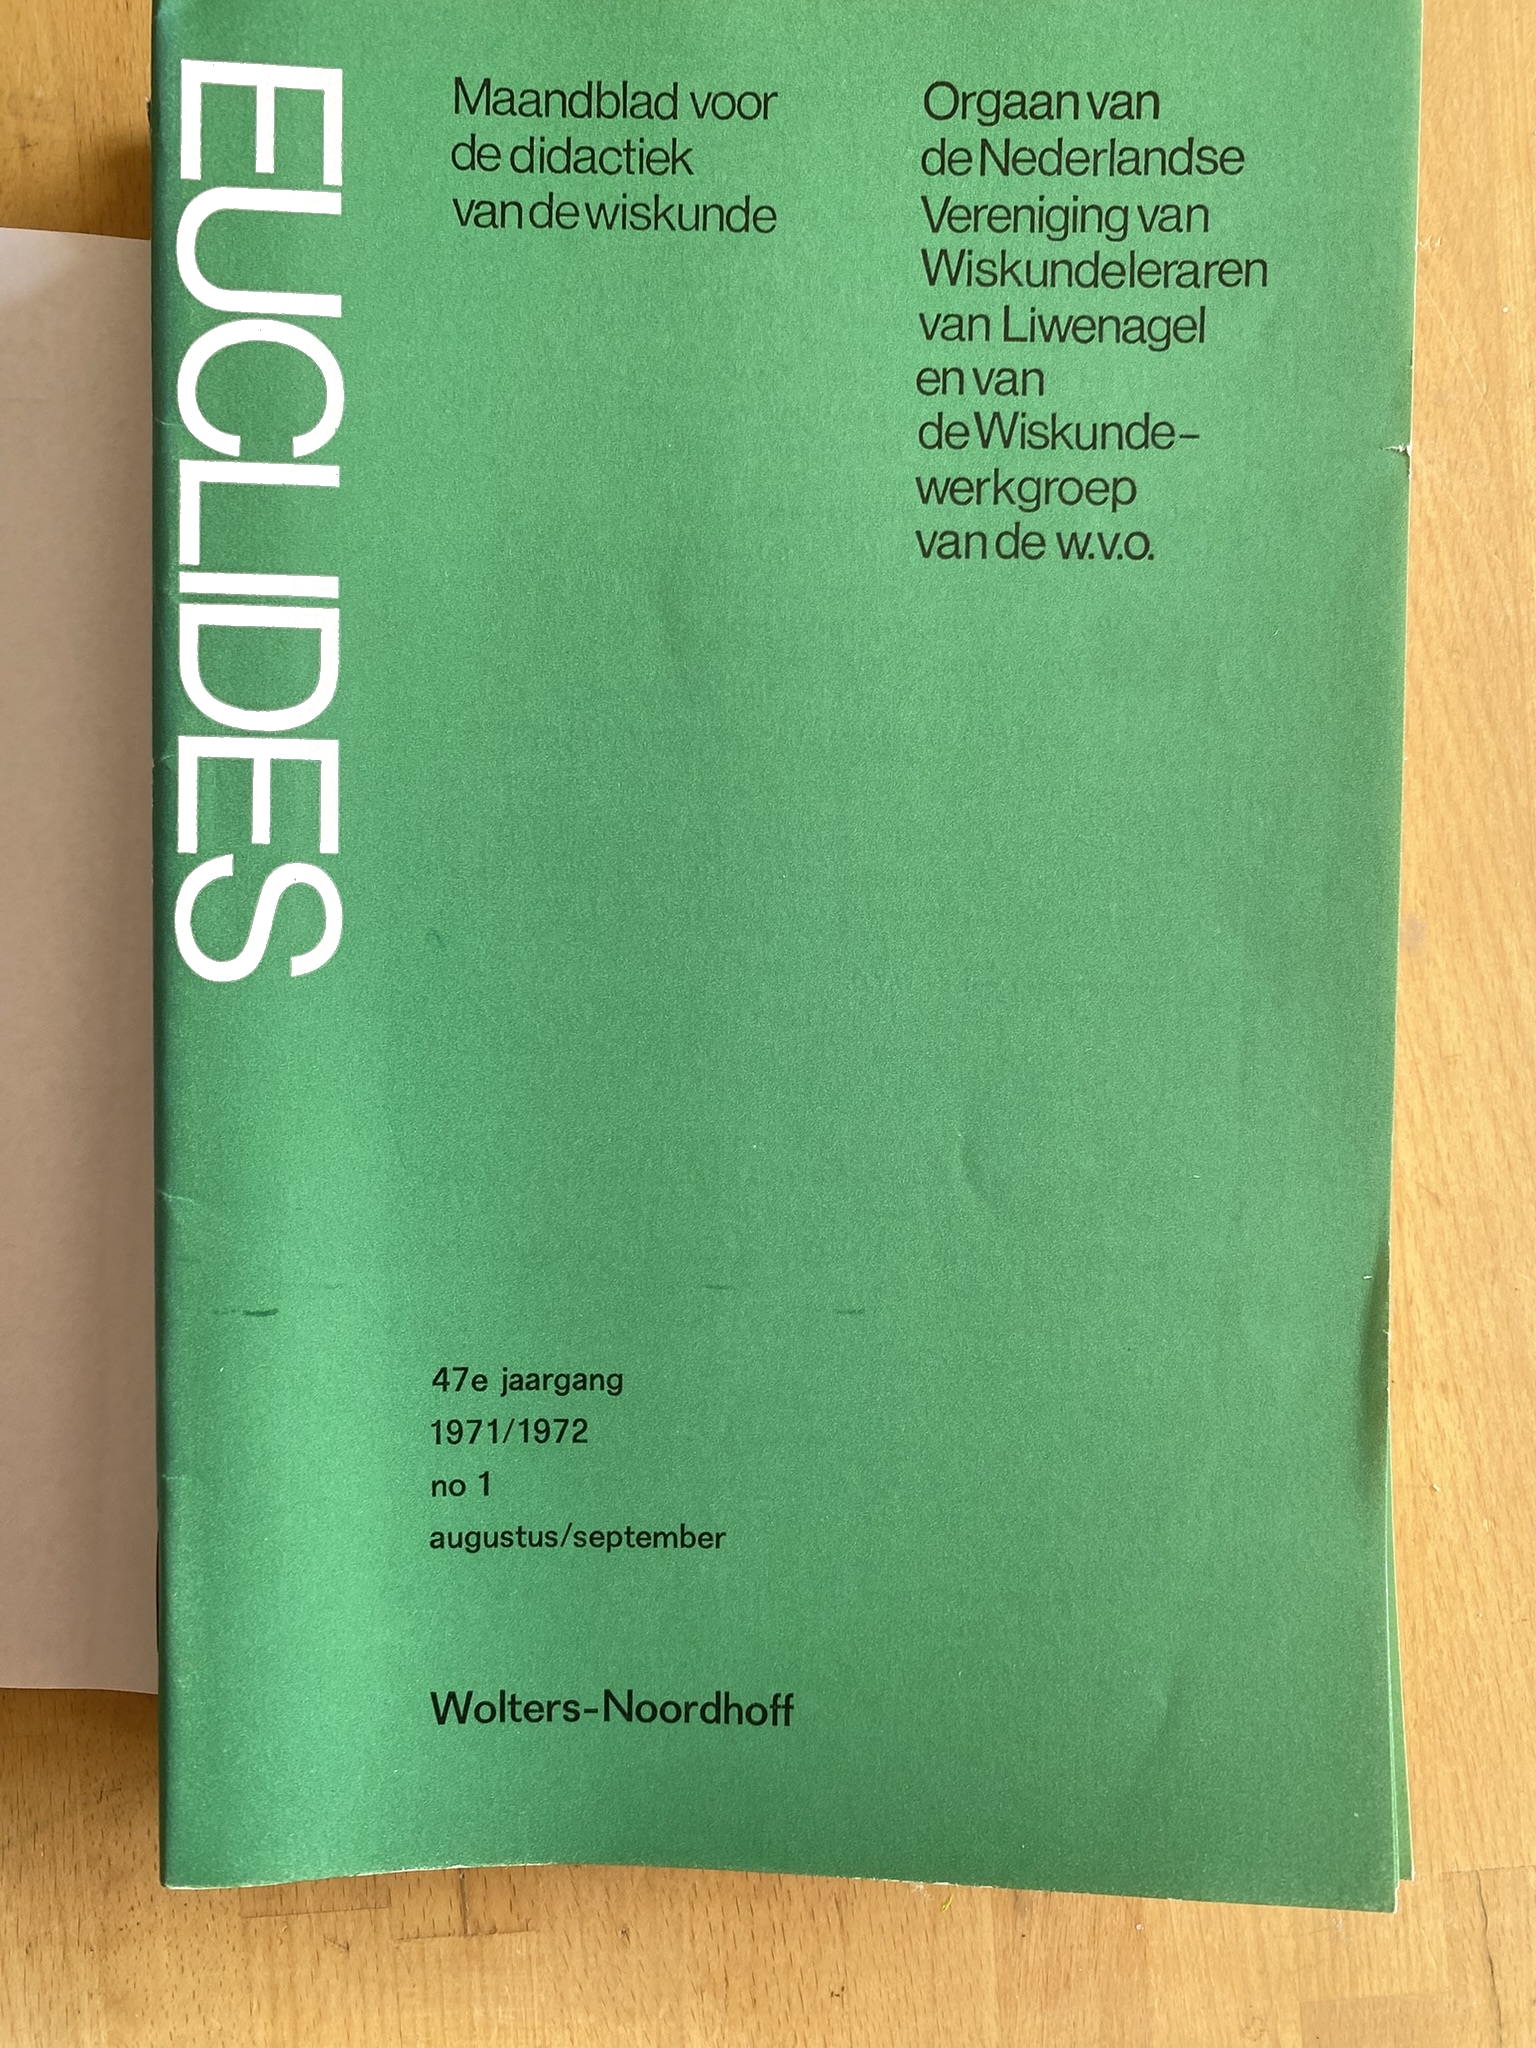 EUCLIDES
Maandblad voor
de didactiek
van de wiskunde
Orgaan van
de Nederlandse
Vereniging van
Wiskundeleraren
van Liwenagel
en van
de Wiskunde-
werkgroep
van de w.v.o.
47e jaargang
1971/1972
no 1
augustus/september
Wolters-Noordhoff